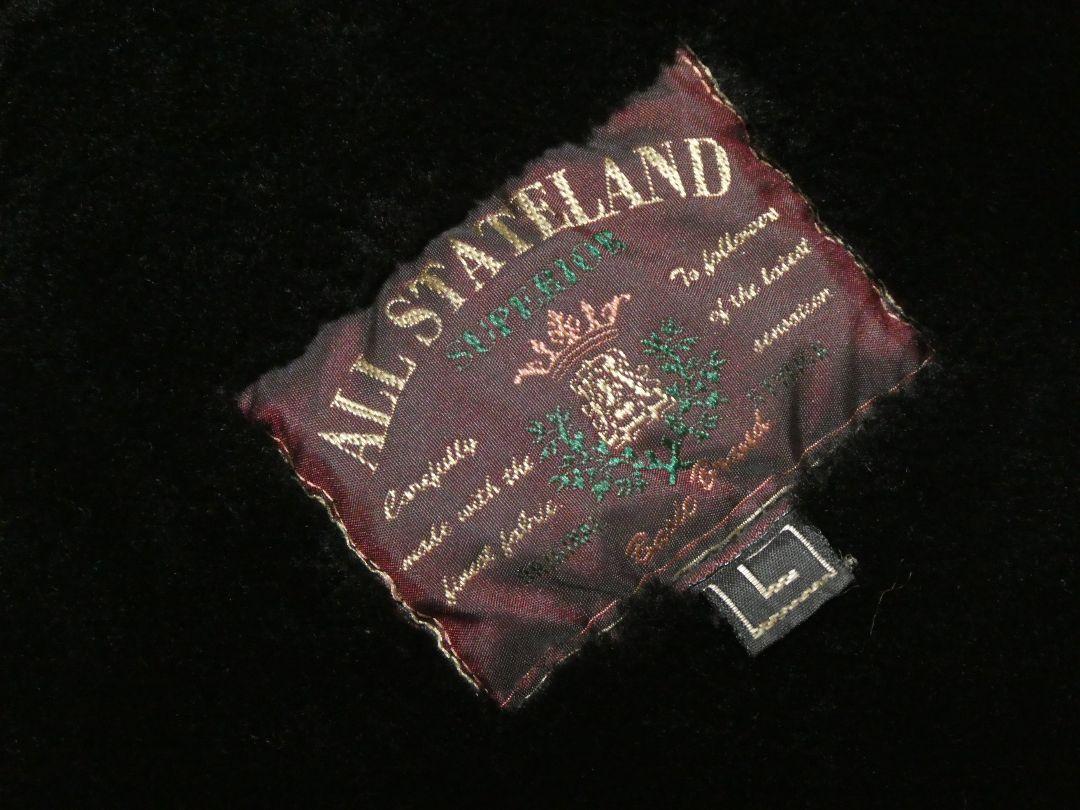 ALL STATELAND
SUPERIOR
To followers
of the latest
sensation
Carefully
made with the
finest fabric
L